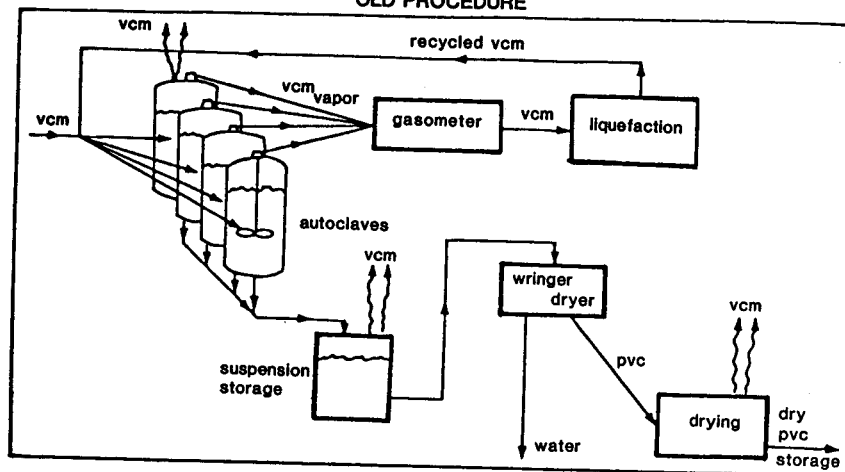 OLD PROCEDURE
vcm
recycled vcm
vcm
vapor
vcm
gasometer
vcm
liquefaction
autoclaves
vcm
wringer
dryer
vcm
suspension
storage
pvc
drying
dry
pvc
storage
water